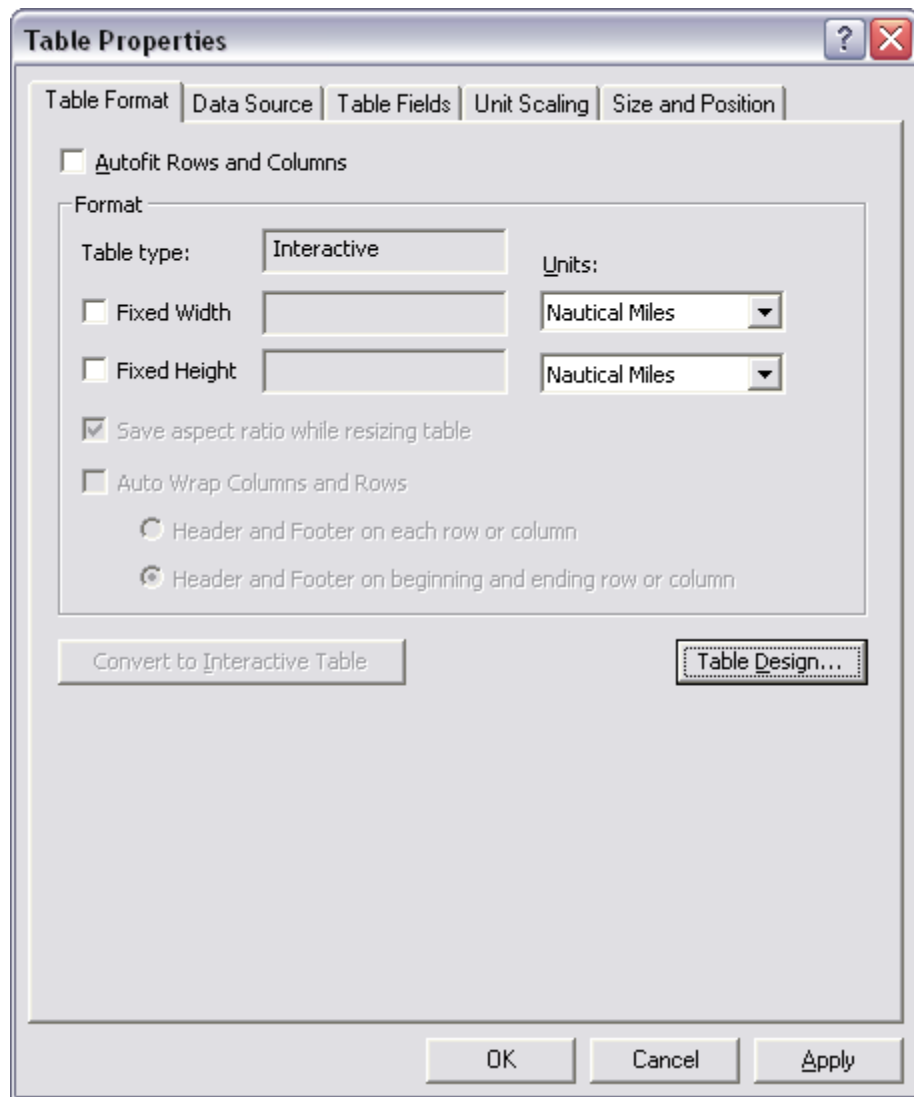 Table Properties
?
Table Format Data Source Table Fields Unit Scaling Size and Position
Autofit Rows and Columns
Format
Table type: Interactive
Units:
Fixed Width Nautical Miles
Fixed Height Nautical Miles
Save aspect ratio while resizing table
Auto Wrap Columns and Rows
Header and Footer on each row or column
Header and Footer on beginning and ending row or column
Convert to Interactive Table Table Design...
OK Cancel Apply